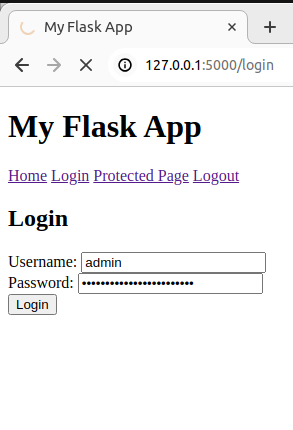 My Flask App
127.0.0.1:5000/login
My Flask App
Home Login Protected Page Logout
Login
Username: admin
Password: ••••••••••••••••••••••••
Login